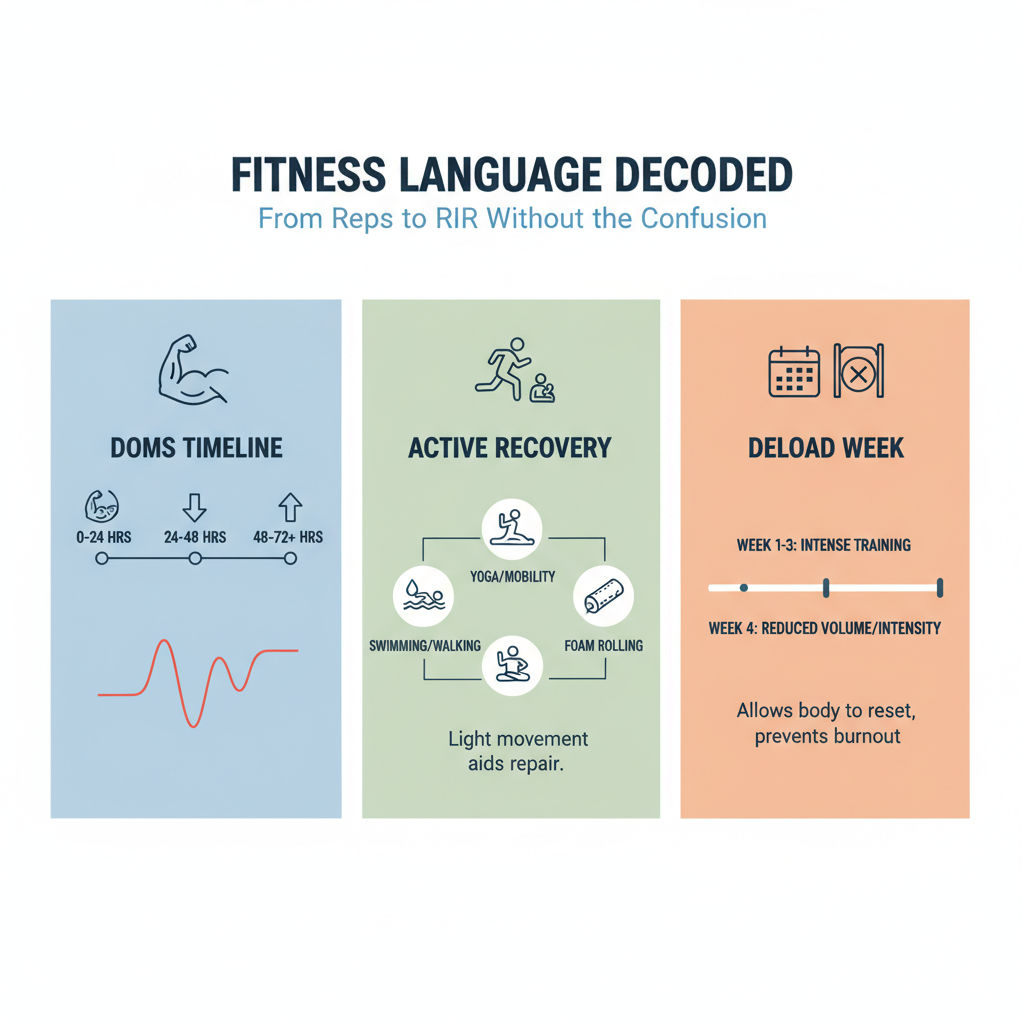 FITNESS LANGUAGE DECODED
From Reps to RIR Without the Confusion
DOMS TIMELINE
0-24 HRS
24-48 HRS
48-72+ HRS
ACTIVE RECOVERY
YOGA/MOBILITY
SWIMMING/WALKING
FOAM ROLLING
Light movement
aids repair.
DELOAD WEEK
WEEK 1-3: INTENSE TRAINING
WEEK 4: REDUCED VOLUME/INTENSITY
Allows body to reset,
prevents burnout